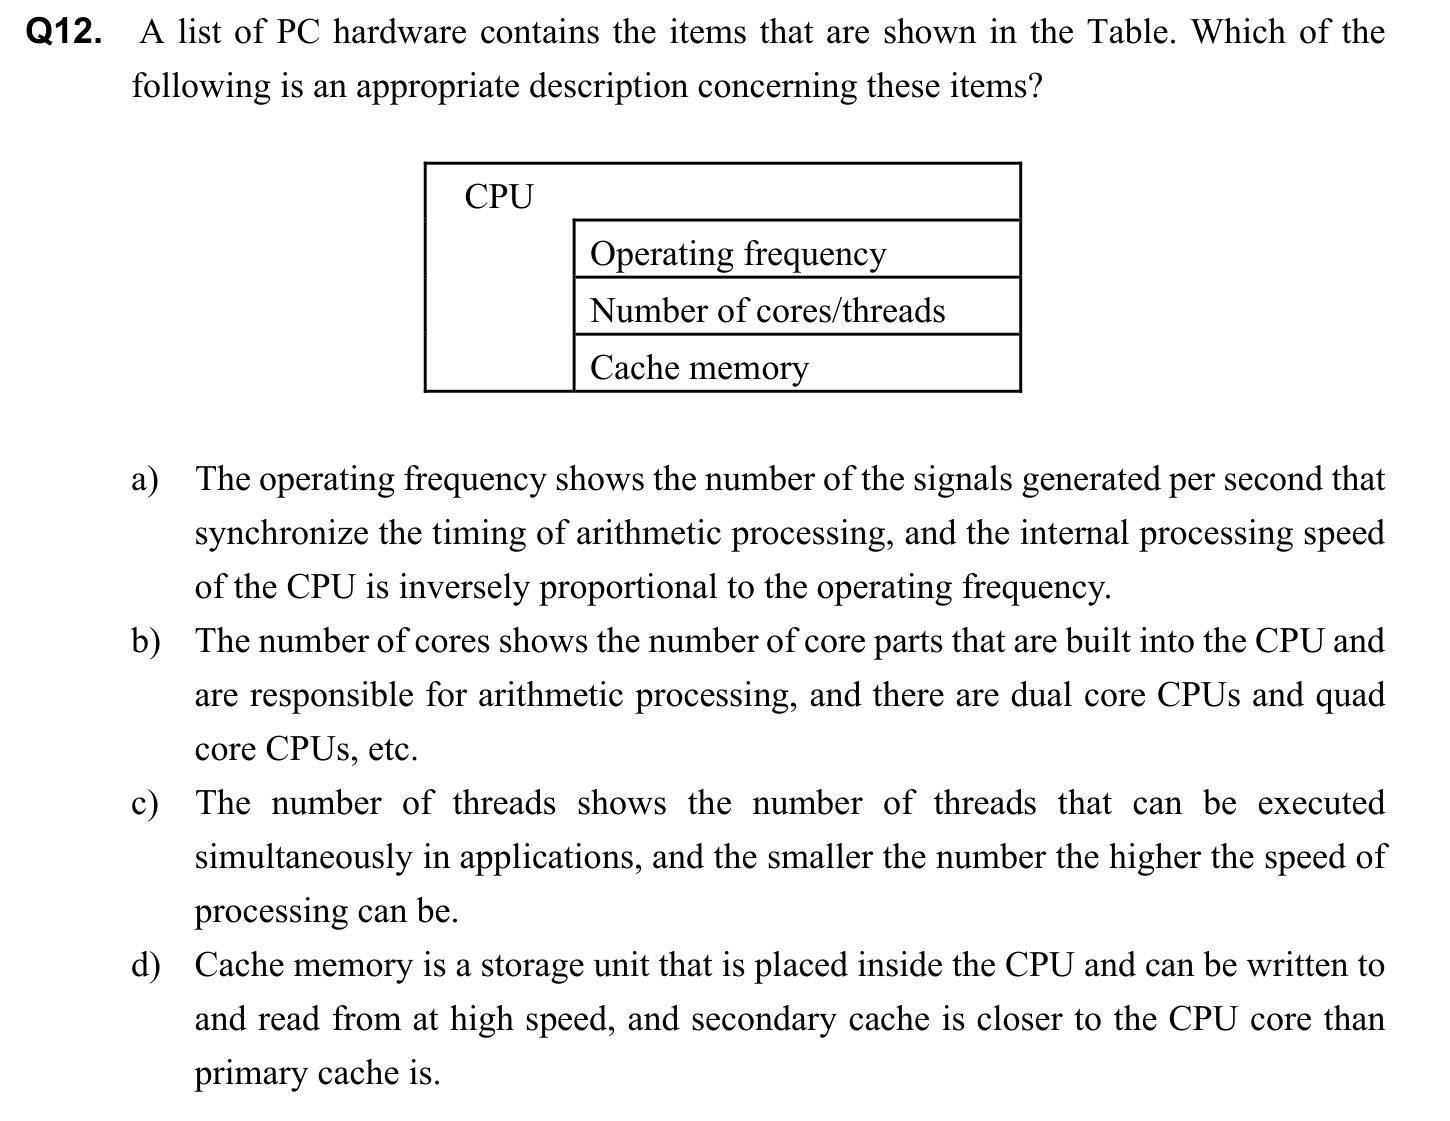 Q12. A list of PC hardware contains the items that are shown in the Table. Which of the
following is an appropriate description concerning these items?
CPU
Operating frequency
Number of cores/threads
Cache memory
a) The operating frequency shows the number of the signals generated per second that
synchronize the timing of arithmetic processing, and the internal processing speed
of the CPU is inversely proportional to the operating frequency.
b) The number of cores shows the number of core parts that are built into the CPU and
are responsible for arithmetic processing, and there are dual core CPUs and quad
core CPUs, etc.
c) The number of threads shows the number of threads that can be executed
simultaneously in applications, and the smaller the number the higher the speed of
processing can be.
d) Cache memory is a storage unit that is placed inside the CPU and can be written to
and read from at high speed, and secondary cache is closer to the CPU core than
primary cache is.